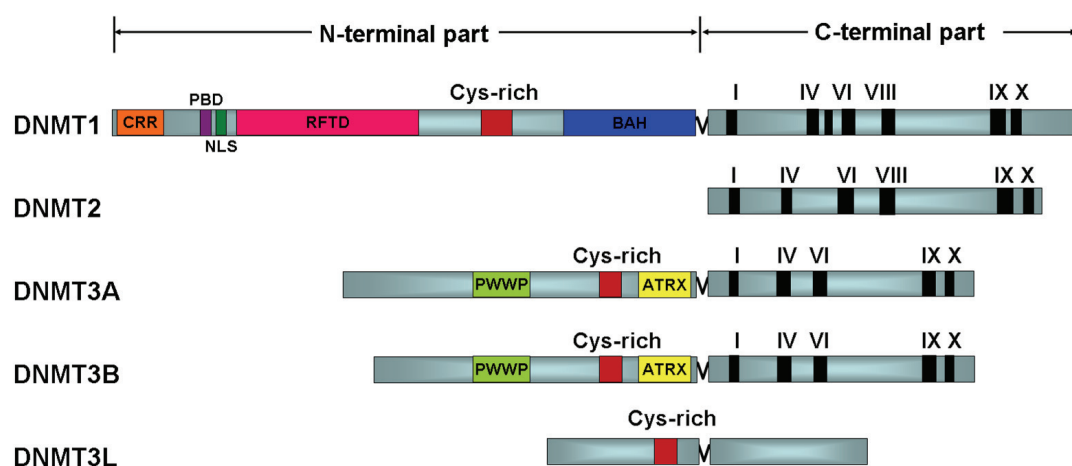 N-terminal part C-terminal part
Cys-rich I IV VI VIII IX X
PBD
DNMT1 CRR RFTD BAH
NLS
I IV VI VIII IX X
DNMT2
Cys-rich I IV VI IX X
DNMT3A PWWP ATRX
Cys-rich I IV VI IX X
DNMT3B PWWP ATRX
Cys-rich
DNMT3L